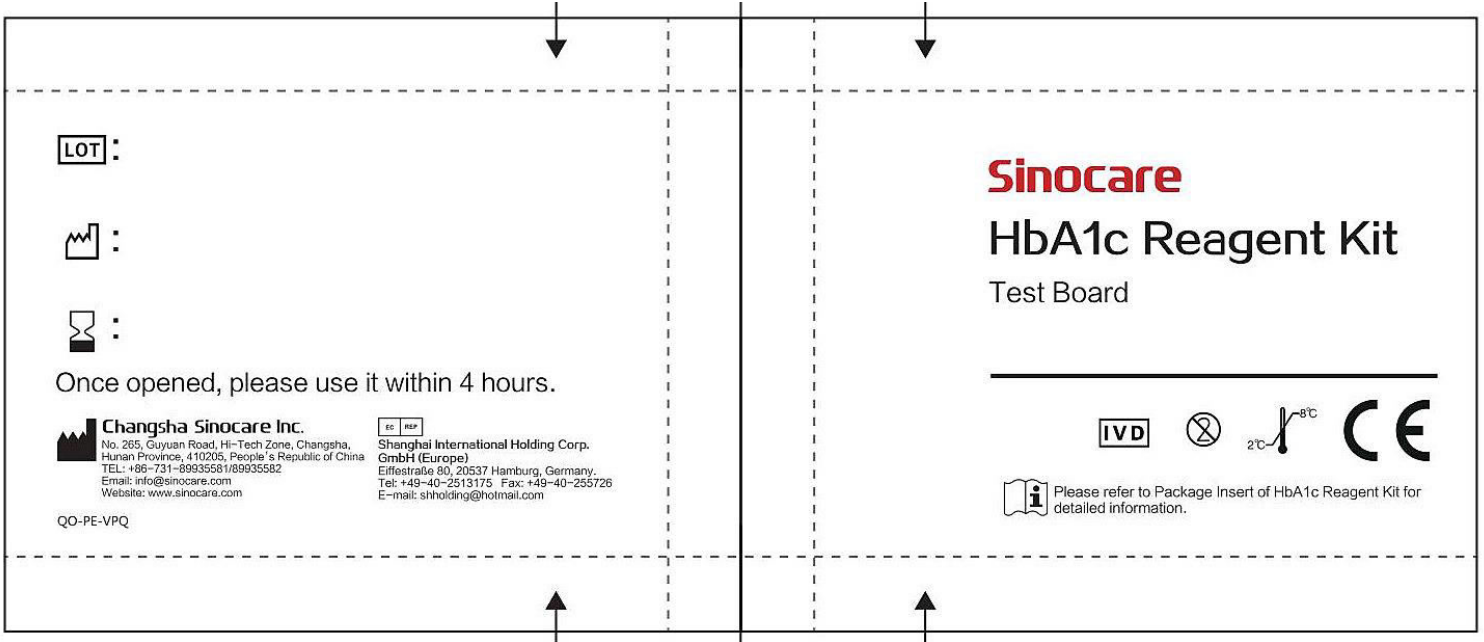 LOT :
:
:
Once opened, please use it within 4 hours.
Changsha Sinocare Inc.
No. 265, Guyuan Road, Hi-Tech Zone, Changsha,
Hunan Province, 410205, People's Republic of China
TEL: +86-731-89935581/89935582
Email: info@sinocare.com
Website: www.sinocare.com
EC REP
Shanghai International Holding Corp.
GmbH (Europe)
Eiffestraße 80, 20537 Hamburg, Germany.
Tel: +49-40-2513175 Fax: +49-40-255726
E-mail: shholding@hotmail.com
QO-PE-VPQ
Sinocare
HbA1c Reagent Kit
Test Board
IVD
2
2℃
8℃
CE
i
Please refer to Package Insert of HbA1c Reagent Kit for
detailed information.